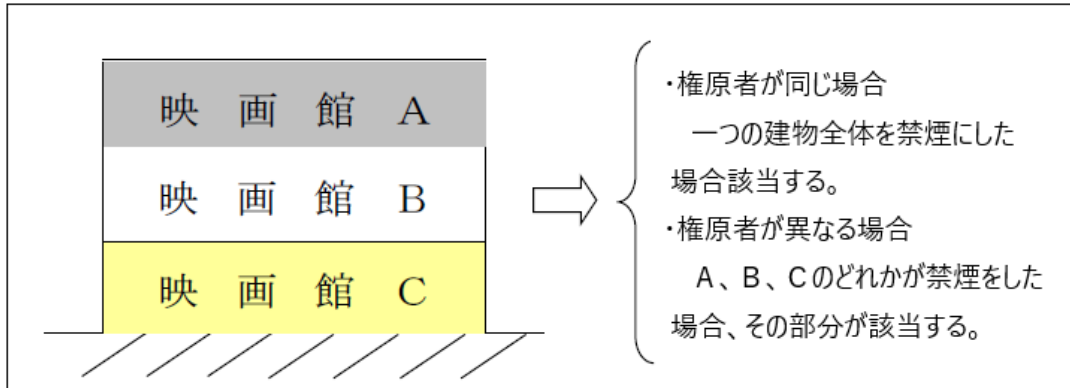 映画館A
映画館B
映画館C
・権原者が同じ場合
一つの建物全体を禁煙にした
場合該当する。
・権原者が異なる場合
A、B、Cのどれかが禁煙をした
場合、その部分が該当する。